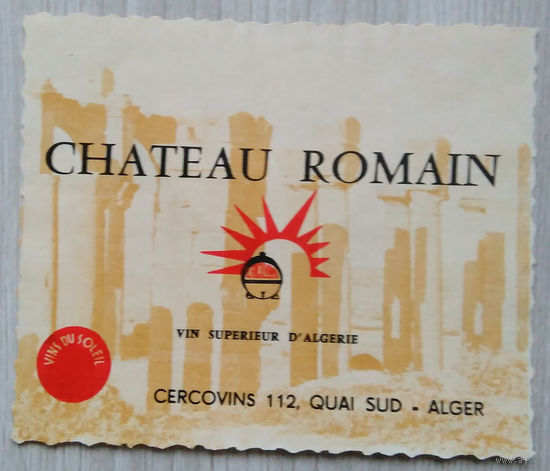 CHATEAU ROMAIN
VIN SUPERIEUR D'ALGERIE
VINS DU SOLEIL
CERCOVINS 112, QUAI SUD - ALGER